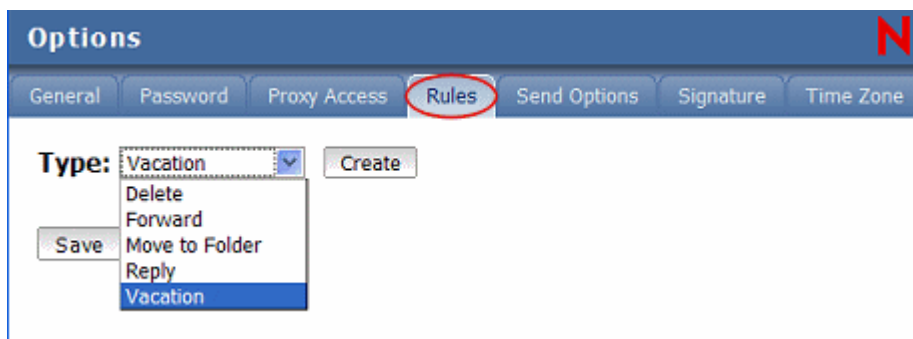 Options N
General Password Proxy Access Rules Send Options Signature Time Zone
Type: Vacation Create
Delete
Forward
Save Move to Folder
Reply
Vacation